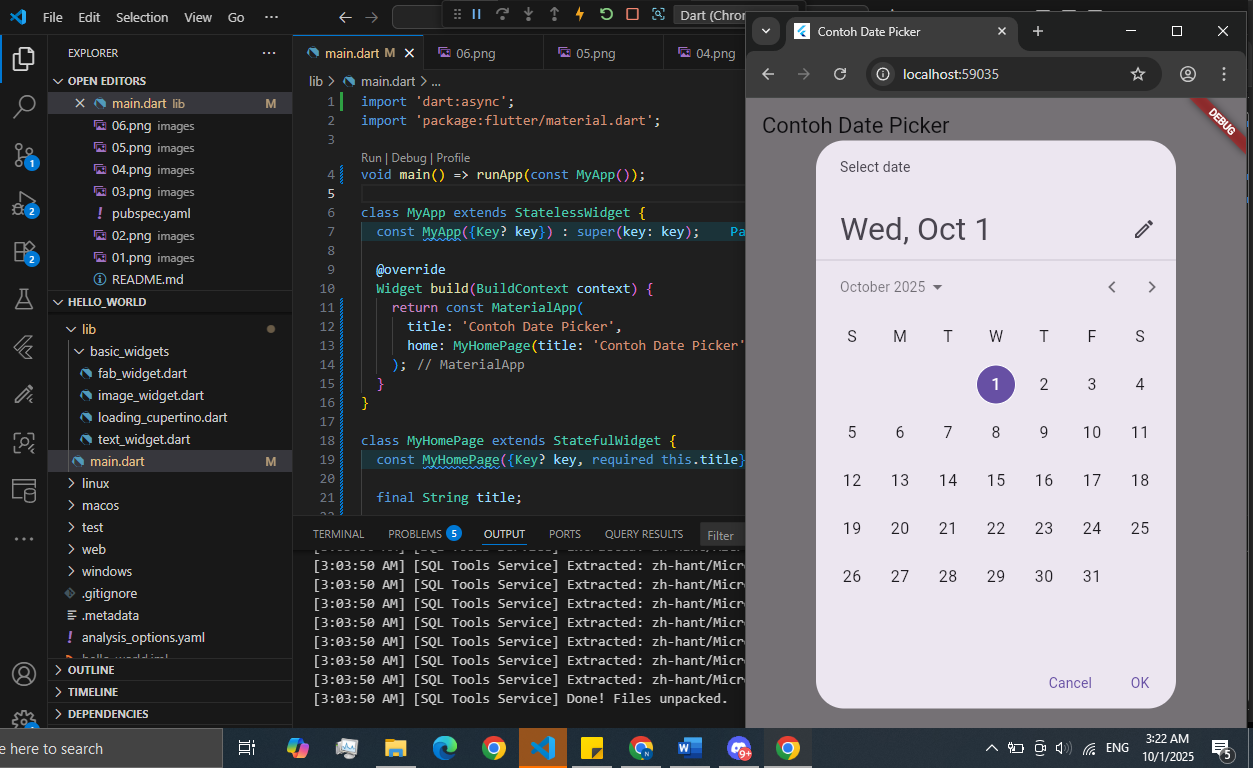 File Edit Selection View Go ···
Dart (Chro
EXPLORER
OPEN EDITORS
main.dart lib M
06.png images
05.png images
04.png images
03.png images
! pubspec.yaml
02.png images
01.png images
README.md
HELLO_WORLD
lib
basic_widgets
fab_widget.dart
image_widget.dart
loading_cupertino.dart
text_widget.dart
main.dart M
linux
macos
test
web
windows
.gitignore
.metadata
! analysis_options.yaml
OUTLINE
TIMELINE
DEPENDENCIES
1
2
2
main.dart M
06.png
05.png
04.png
lib > main.dart > ...
1 import 'dart:async';
2 import 'package:flutter/material.dart';
3
Run | Debug | Profile
4 void main() => runApp(const MyApp());
5
6 class MyApp extends StatelessWidget {
7 const MyApp({Key? key}) : super(key: key); Pa
8
9 @override
10 Widget build(BuildContext context) {
11 return const MaterialApp(
12 title: 'Contoh Date Picker',
13 home: MyHomePage(title: 'Contoh Date Picker'
14 ); // MaterialApp
15 }
16 }
17
18 class MyHomePage extends StatefulWidget {
19 const MyHomePage({Key? key, required this.title}
20
21 final String title;
TERMINAL PROBLEMS 5 OUTPUT PORTS QUERY RESULTS Filter
[3:03:50 AM] [SQL Tools Service] Extracted: zh-hant/Micr
[3:03:50 AM] [SQL Tools Service] Extracted: zh-hant/Micr
[3:03:50 AM] [SQL Tools Service] Extracted: zh-hant/Micr
[3:03:50 AM] [SQL Tools Service] Extracted: zh-hant/Micr
[3:03:50 AM] [SQL Tools Service] Extracted: zh-hant/Micr
[3:03:50 AM] [SQL Tools Service] Extracted: zh-hant/Micr
[3:03:50 AM] [SQL Tools Service] Extracted: zh-hant/Micr
[3:03:50 AM] [SQL Tools Service] Done! Files unpacked.
Contoh Date Picker
localhost:59035
Contoh Date Picker
DEBUG
Select date
Wed, Oct 1
October 2025
S M T W T F S
1 2 3 4
5 6 7 8 9 10 11
12 13 14 15 16 17 18
19 20 21 22 23 24 25
26 27 28 29 30 31
Cancel OK
e here to search
9+
ENG
3:22 AM
10/1/2025
5